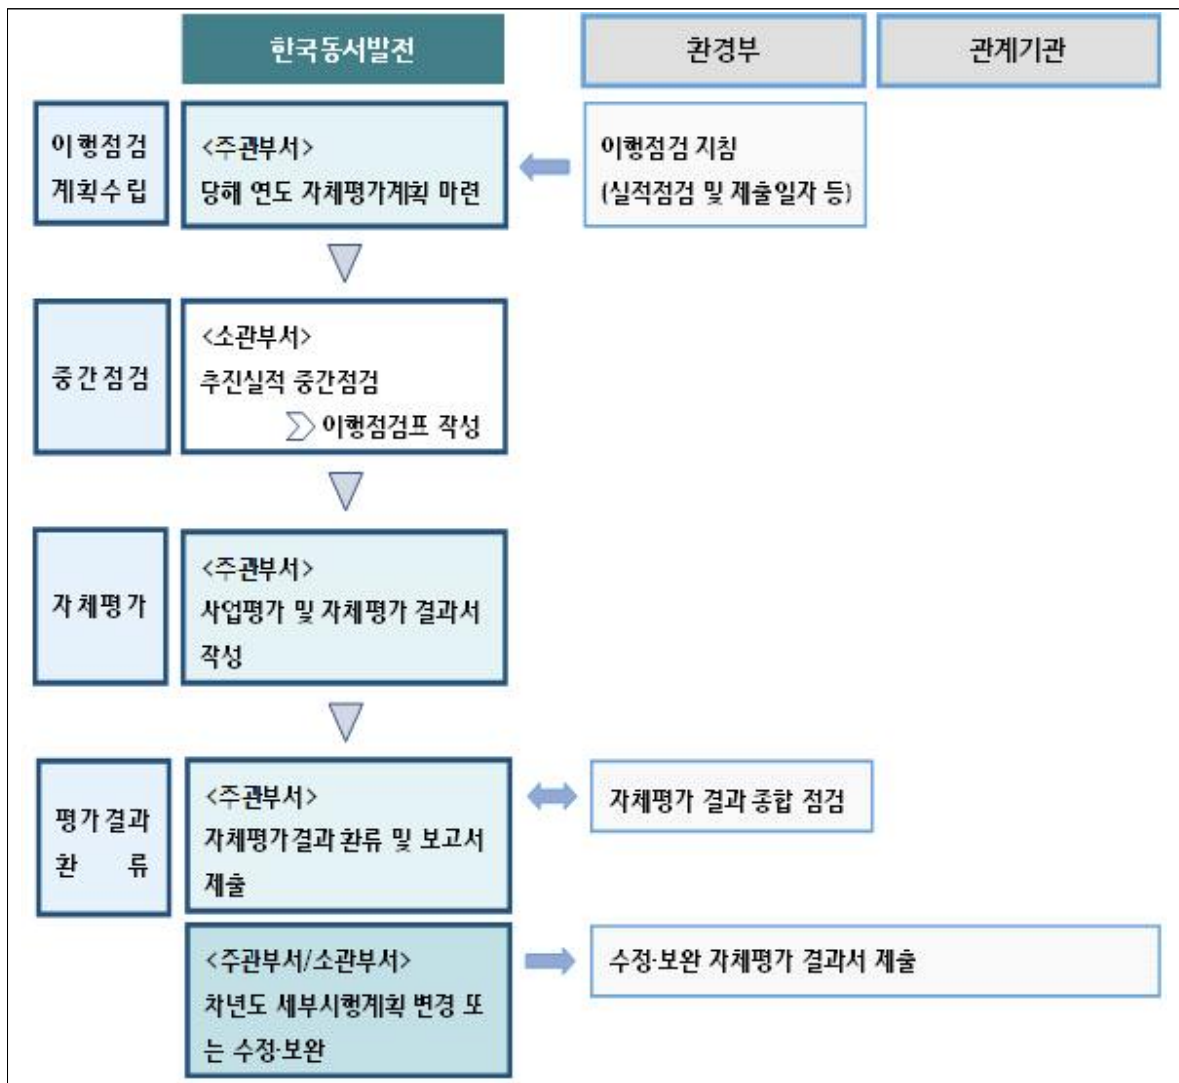 한국동서발전
환경부
관계기관
이행점검
계획수립
<주관부서>
당해 연도 자체평가계획 마련
이행점검 지침
(실적점검 및 제출일자 등)
중간점검
<소관부서>
추진실적 중간점검
이행점검표 작성
자체평가
<주관부서>
사업평가 및 자체평가 결과서
작성
평가결과
환 류
<주관부서>
자체평가결과 환류 및 보고서
제출
자체평가 결과 종합 점검
<주관부서/소관부서>
차년도 세부시행계획 변경 또
는 수정·보완
수정·보완 자체평가 결과서 제출